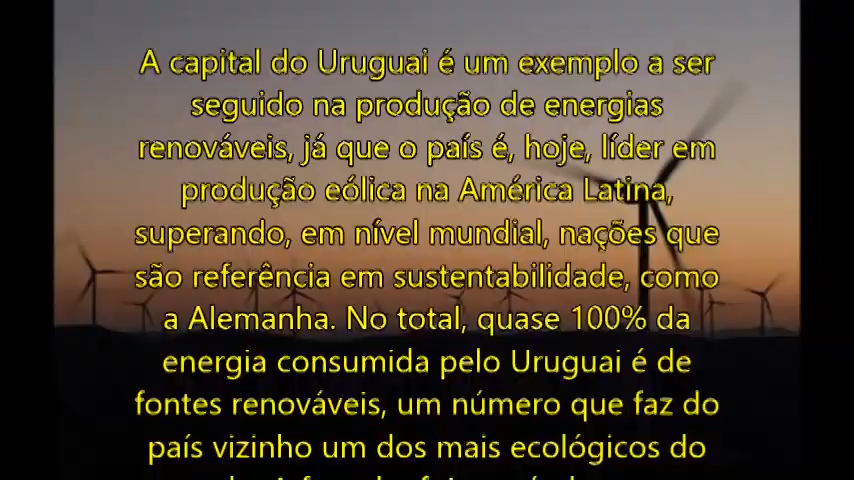 A capital do Uruguai é um exemplo a ser
seguido na produção de energias
renováveis, já que o país é, hoje, líder em
produção eólica na América Latina,
superando, em nível mundial, nações que
são referência em sustentabilidade, como
a Alemanha. No total, quase 100% da
energia consumida pelo Uruguai é de
fontes renováveis, um número que faz do
país vizinho um dos mais ecológicos do